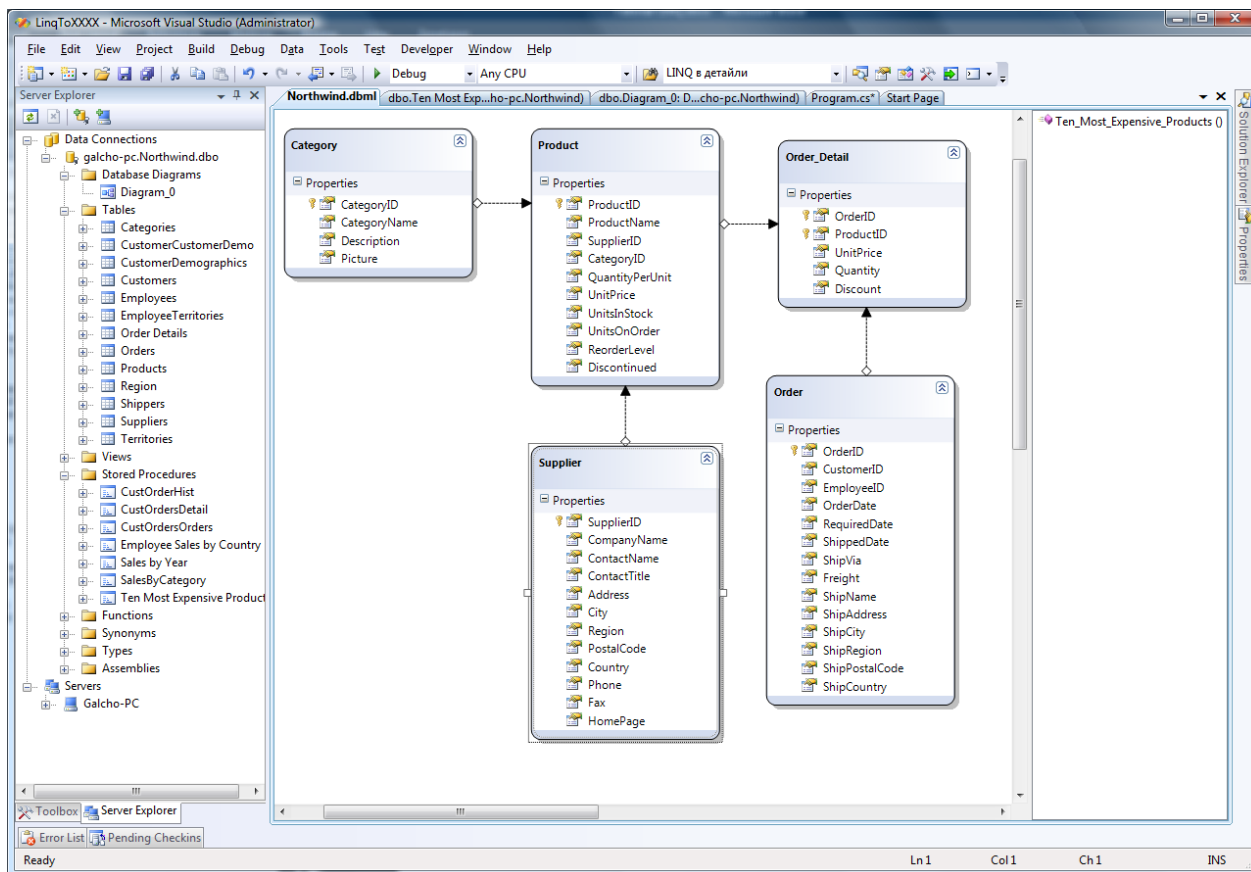 LinqToXXXX - Microsoft Visual Studio (Administrator)
File Edit View Project Build Debug Data Tools Test Developer Window Help
Debug Any CPU LINQ в детайли
Server Explorer
Data Connections
galcho-pc.Northwind.dbo
Database Diagrams
Diagram_0
Tables
Categories
CustomerCustomerDemo
CustomerDemographics
Customers
Employees
EmployeeTerritories
Order Details
Orders
Products
Region
Shippers
Suppliers
Territories
Views
Stored Procedures
CustOrderHist
CustOrdersDetail
CustOrdersOrders
Employee Sales by Country
Sales by Year
SalesByCategory
Ten Most Expensive Product
Functions
Synonyms
Types
Assemblies
Servers
Galcho-PC
Toolbox Server Explorer
Error List Pending Checkins
Northwind.dbml dbo.Ten Most Exp...ho-pc.Northwind) dbo.Diagram_0: D...cho-pc.Northwind) Program.cs* Start Page
Category
Properties
CategoryID
CategoryName
Description
Picture
Product
Properties
ProductID
ProductName
SupplierID
CategoryID
QuantityPerUnit
UnitPrice
UnitsInStock
UnitsOnOrder
ReorderLevel
Discontinued
Order_Detail
Properties
OrderID
ProductID
UnitPrice
Quantity
Discount
Supplier
Properties
SupplierID
CompanyName
ContactName
ContactTitle
Address
City
Region
PostalCode
Country
Phone
Fax
HomePage
Order
Properties
OrderID
CustomerID
EmployeeID
OrderDate
RequiredDate
ShippedDate
ShipVia
Freight
ShipName
ShipAddress
ShipCity
ShipRegion
ShipPostalCode
ShipCountry
Ten_Most_Expensive_Products ()
Solution Explorer
Properties
Ready Ln 1 Col 1 Ch 1 INS